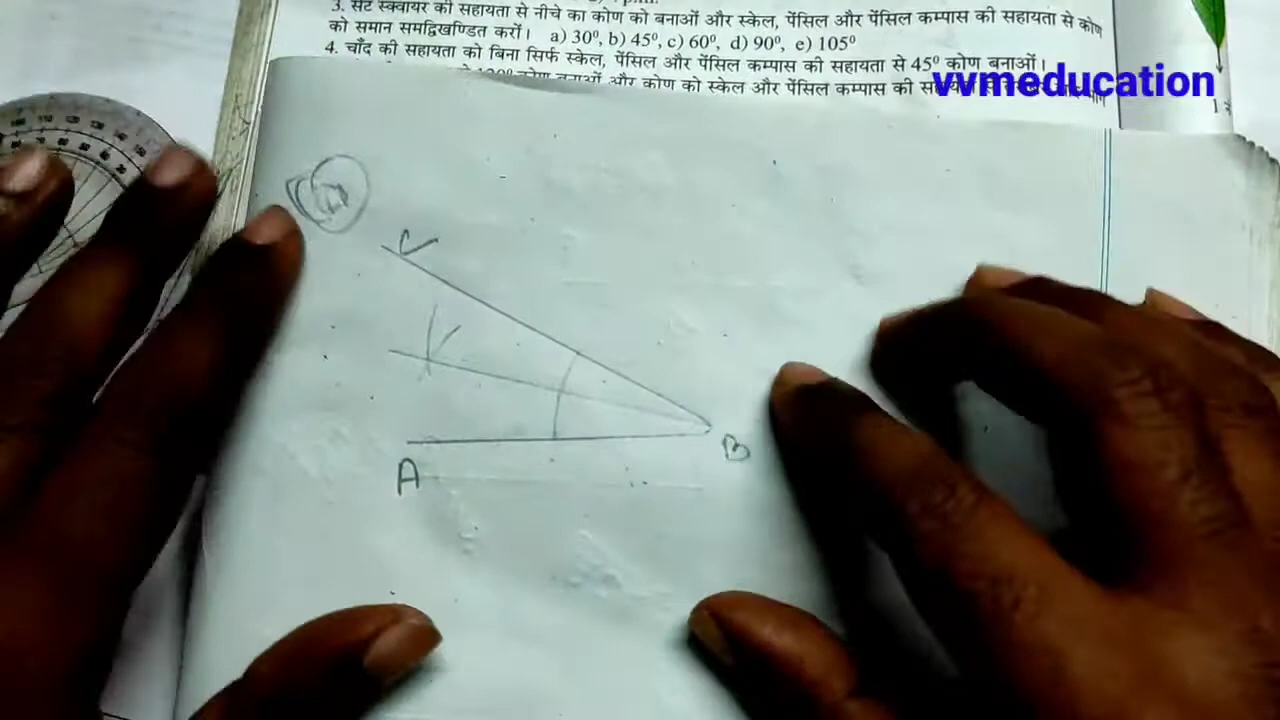 3. सेट स्क्वायर की सहायता से नीचे का कोण को बनाओं और स्केल, पेंसिल और पेंसिल कम्पास की सहायता से कोण
को समान समद्विखण्डित करों। a) 30⁰, b) 45⁰, c) 60⁰, d) 90⁰, e) 105⁰
4. चाँद की सहायता को बिना सिर्फ स्केल, पेंसिल और पेंसिल कम्पास की सहायता से 45⁰ कोण बनाओं।
कोण बनाओं और कोण को स्केल और पेंसिल कम्पास की
vvmeducation
A
B